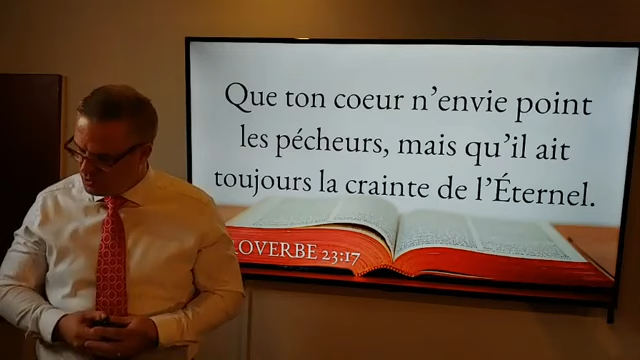 Que ton coeur n'envie point
les pécheurs, mais qu'il ait
toujours la crainte de l'Éternel.
OVERBE 23:17